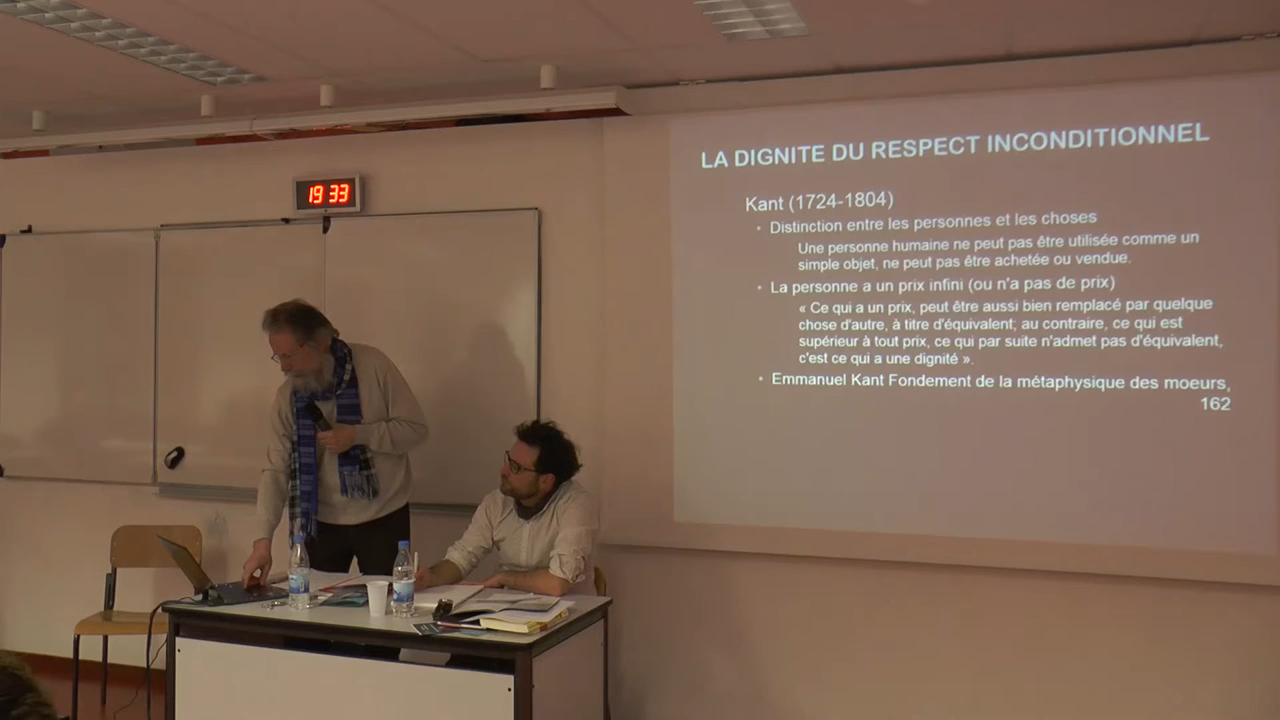 19 33
LA DIGNITE DU RESPECT INCONDITIONNEL
Kant (1724-1804)
• Distinction entre les personnes et les choses
Une personne humaine ne peut pas être utilisée comme un
simple objet, ne peut pas être achetée ou vendue.
• La personne a un prix infini (ou n'a pas de prix)
« Ce qui a un prix, peut être aussi bien remplacé par quelque
chose d'autre, à titre d'équivalent; au contraire, ce qui est
supérieur à tout prix, ce qui par suite n'admet pas d'équivalent,
c'est ce qui a une dignité ».
• Emmanuel Kant Fondement de la métaphysique des moeurs,
162